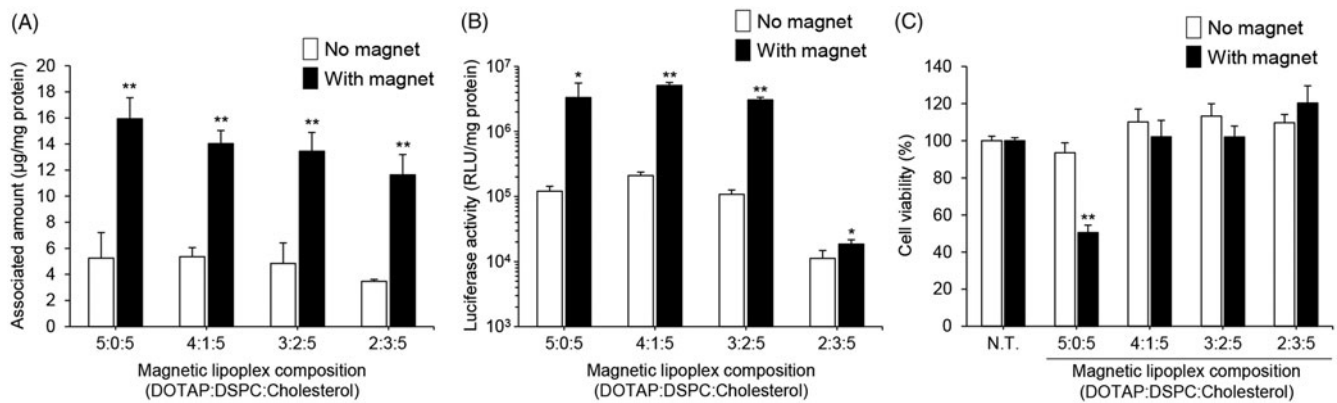 (A)
No magnet
With magnet
Associated amount (µg/mg protein)
20
18
16
14
12
10
8
6
4
2
0
**
**
**
**
5:0:5
4:1:5
3:2:5
2:3:5
Magnetic lipoplex composition
(DOTAP:DSPC:Cholesterol)
(B)
No magnet
With magnet
Luciferase activity (RLU/mg protein)
10⁷
10⁶
10⁵
10⁴
10³
*
**
**
*
5:0:5
4:1:5
3:2:5
2:3:5
Magnetic lipoplex composition
(DOTAP:DSPC:Cholesterol)
(C)
No magnet
With magnet
Cell viability (%)
140
120
100
80
60
40
20
0
**
N.T.
5:0:5
4:1:5
3:2:5
2:3:5
Magnetic lipoplex composition
(DOTAP:DSPC:Cholesterol)